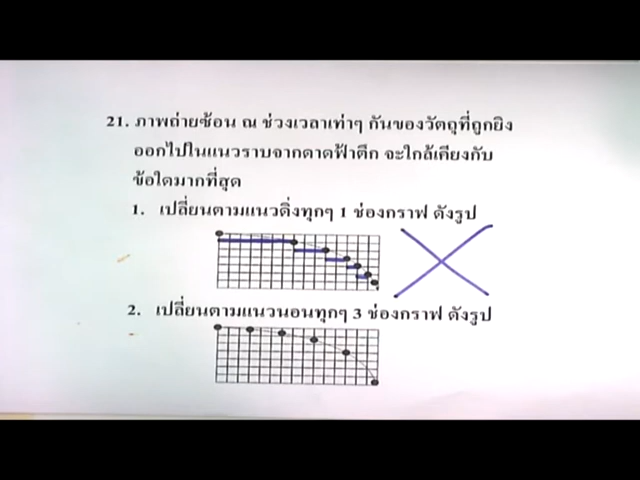 21. ภาพถ่ายซ้อน ณ ช่วงเวลาเท่าๆ กันของวัตถุที่ถูกยิง
ออกไปในแนวราบจากดาดฟ้าตึก จะใกล้เคียงกับ
ข้อใดมากที่สุด
1. เปลี่ยนตามแนวดิ่งทุกๆ 1 ช่องกราฟ ดังรูป
2. เปลี่ยนตามแนวนอนทุกๆ 3 ช่องกราฟ ดังรูป